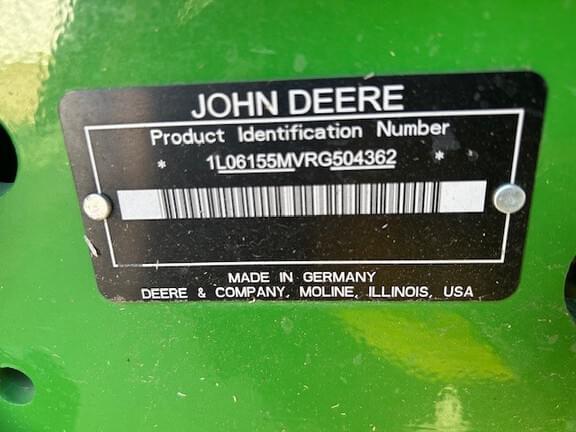 JOHN DEERE
Product Identification Number
* 1L06155MVRG504362 *
MADE IN GERMANY
DEERE & COMPANY, MOLINE, ILLINOIS, USA